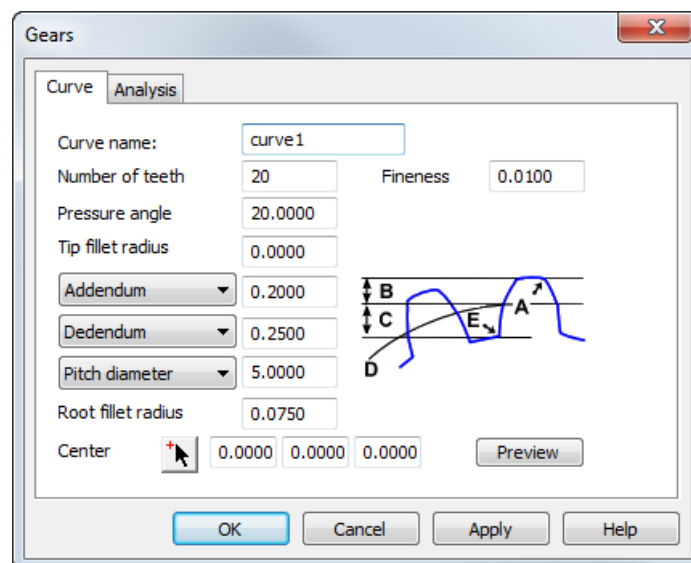 Gears
Curve Analysis
Curve name: curve1
Number of teeth 20 Fineness 0.0100
Pressure angle 20.0000
Tip fillet radius 0.0000
Addendum 0.2000
Dedendum 0.2500
Pitch diameter 5.0000
B
A
C
E
D
Root fillet radius 0.0750
Center 0.0000 0.0000 0.0000 Preview
OK Cancel Apply Help